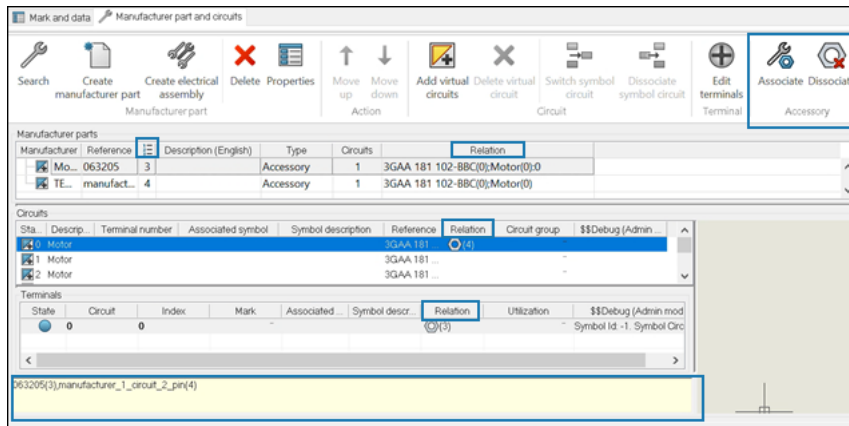 Mark and data Manufacturer part and circuits
Search Create manufacturer part Create electrical assembly Delete Properties Move up Move down Add virtual circuits Delete virtual circuit Switch symbol circuit Dissociate symbol circuit Edit terminals Associate Dissociat
Manufacturer part Action Circuit Terminal Accessory
Manufacturer parts
Manufacturer Reference Description (English) Type Circuits Relation
Mo... 063205 3 Accessory 1 3GAA 181 102-BBC(0);Motor(0):0
TE... manufact... 4 Accessory 1 3GAA 181 102-BBC(0);Motor(0)
Circuits
Sta... Descrip... Terminal number Associated symbol Symbol description Reference Relation Circuit group $$Debug (Admin ...
0 Motor 3GAA 181 ... (4)
1 Motor 3GAA 181 ...
2 Motor 3GAA 181 ...
Terminals
State Circuit Index Mark Associated ... Symbol descr... Relation Utilization $$Debug (Admin mod
0 0 (3) Symbol Id: -1. Symbol Circ
063205(3),manufacturer_1_circuit_2_pin(4)